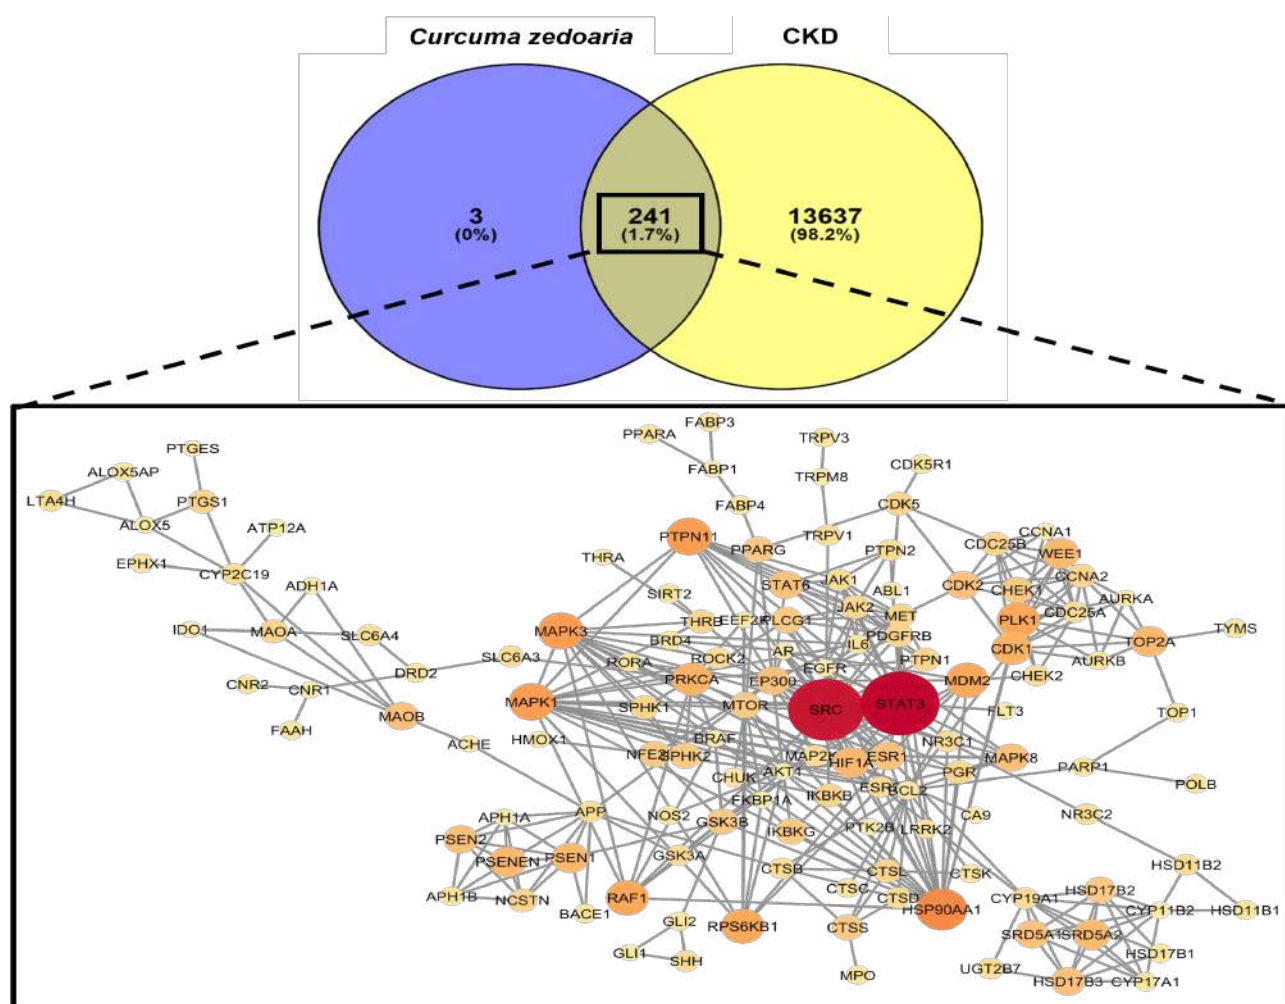 Curcuma zedoaria
CKD
3
(0%)
241
(1.7%)
13637
(98.2%)
FABP3
PPARA
TRPV3
PTGES
ALOX5AP
FABP1
CDK5R1
TRPM8
LTA4H
PTGS1
FABP4
CDK5
ALOX5
ATP12A
PTPN11
TRPV1
CCNA1
CDC25B
WEE1
PPARG
PTPN2
THRA
EPHX1
CYP2C19
ADH1A
STAT6
JAK1
CDK2
CHEK1
CCNA2
SIRT2
ABL1
AURKA
JAK2
CDC25A
MET
IDO1
MAOA
SLC6A4
MAPK3
THRB
EEF2K
PLCG1
PLK1
TYMS
BRD4
IL6
PDGFRB
TOP2A
SLC6A3
RORA
ROCK2
AR
PTPN1
CDK1
AURKB
DRD2
EGFR
CHEK2
CNR2
CNR1
PRKCA
EP300
MDM2
MAPK1
SPHK1
MTOR
SRC
STAT3
FLT3
TOP1
MAOB
FAAH
HMOX1
BRAF
NR3C1
ACHE
SPHK2
MAP2K
HIF1A
ESR1
MAPK8
PARP1
CHUK
AKT1
PGR
POLB
IKBKB
BCL2
FKBP1A
APP
NOS2
CA9
NR3C2
APH1A
GSK3B
IKBKG
PTK2B
LRRK2
PSEN2
PSENEN
PSEN1
GSK3A
CTSB
CTSL
CTSK
HSD11B2
CTSC
HSD17B2
APH1B
NCSTN
BACE1
RAF1
CTSD
CYP19A1
HSP90AA1
CYP11B2
HSD11B1
GLI2
RPS6KB1
CTSS
SRD5A1
SRD5A2
GLI1
SHH
HSD17B1
MPO
UGT2B7
HSD17B3
CYP17A1